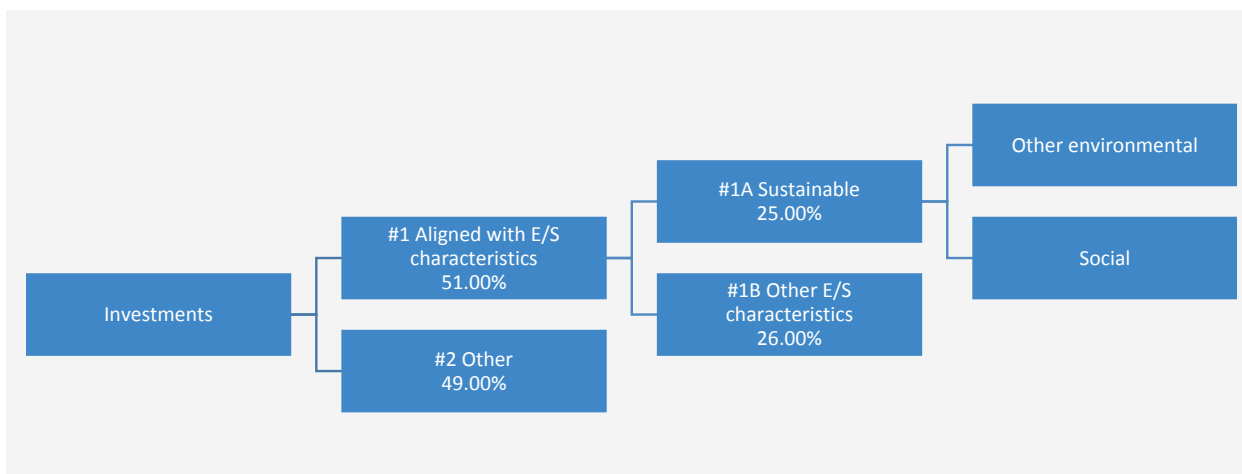 Investments
#1 Aligned with E/S
characteristics
51.00%
#2 Other
49.00%
#1A Sustainable
25.00%
#1B Other E/S
characteristics
26.00%
Other environmental
Social